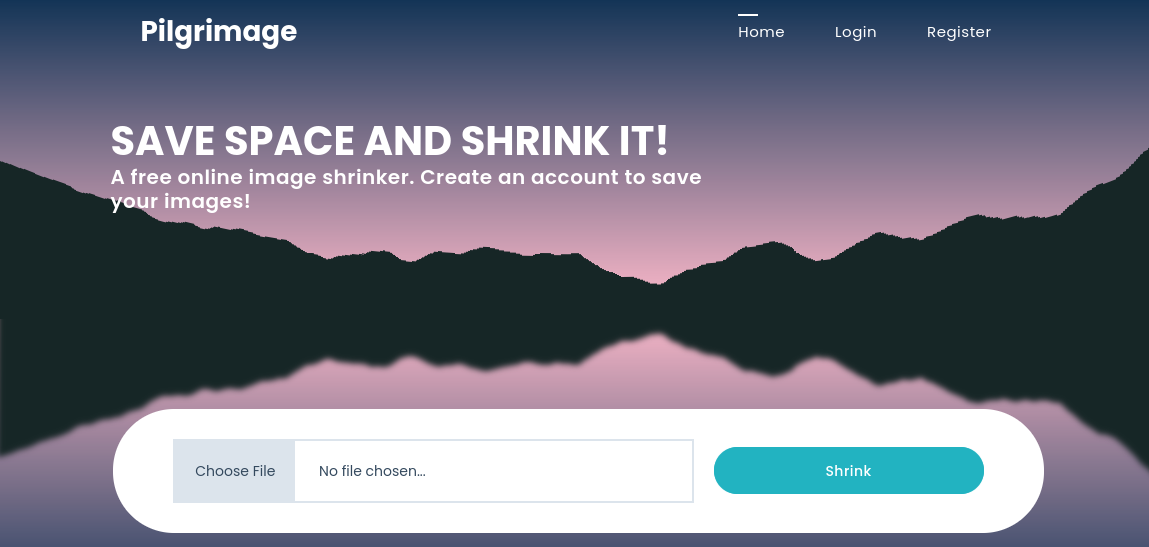 Pilgrimage
Home Login Register
SAVE SPACE AND SHRINK IT!
A free online image shrinker. Create an account to save
your images!
Choose File No file chosen... Shrink